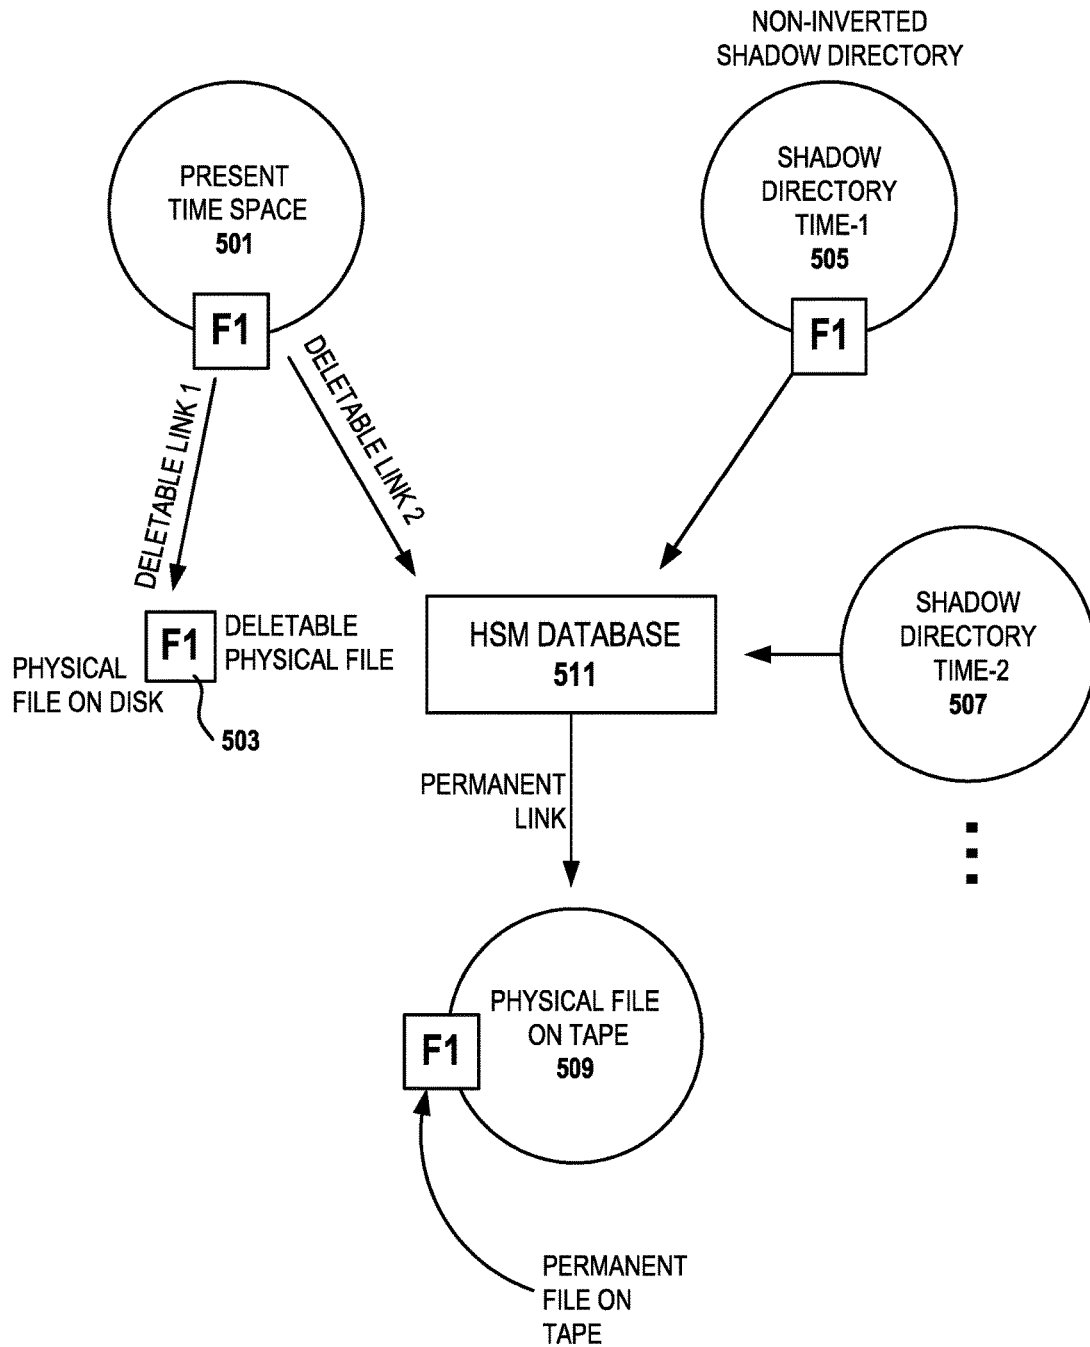 NON-INVERTED
SHADOW DIRECTORY
PRESENT
TIME SPACE
501
F1
SHADOW
DIRECTORY
TIME-1
505
F1
DELETABLE LINK 1
DELETABLE LINK 2
F1
DELETABLE
PHYSICAL FILE
PHYSICAL
FILE ON DISK
503
HSM DATABASE
511
SHADOW
DIRECTORY
TIME-2
507
PERMANENT
LINK
PHYSICAL FILE
ON TAPE
509
F1
PERMANENT
FILE ON
TAPE